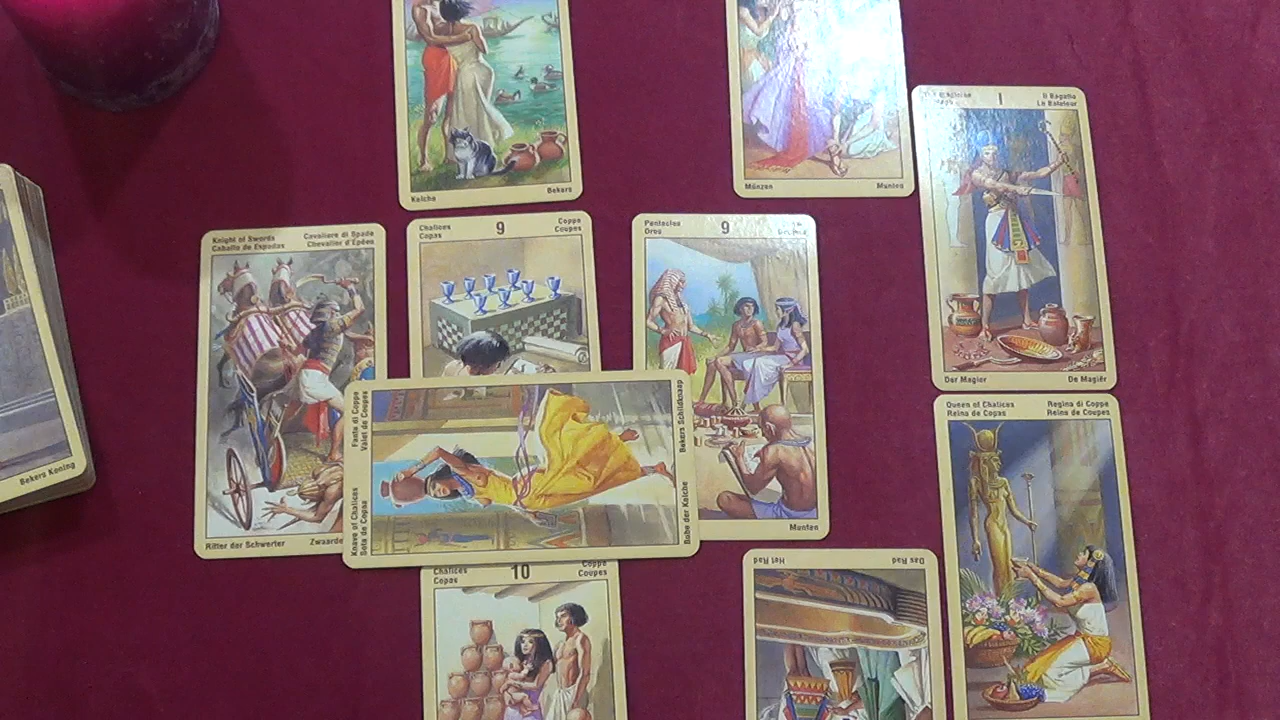 Kelche
Bekers
Münzen
Munten
I
Il Bagatto
Le Bateleur
Der Magier
De Magiër
Knight of Swords
Caballo de Espadas
Cavaliere di Spade
Chevalier d'Epées
Ritter der Schwerter
Zwaarde
Chalices
Copas
9
Coppe
Coupes
Pentacles
Oros
9
Munten
Knave of Chalices
Sota de Copas
Fante di Coppe
Valet de Coupes
Bube der Kelche
Bekers Schildknaap
Queen of Chalices
Reina de Copas
Regina di Coppe
Reine de Coupes
Chalices
Copas
10
Coppe
Coupes
Het Rad
Das Rad
Bekers Koning